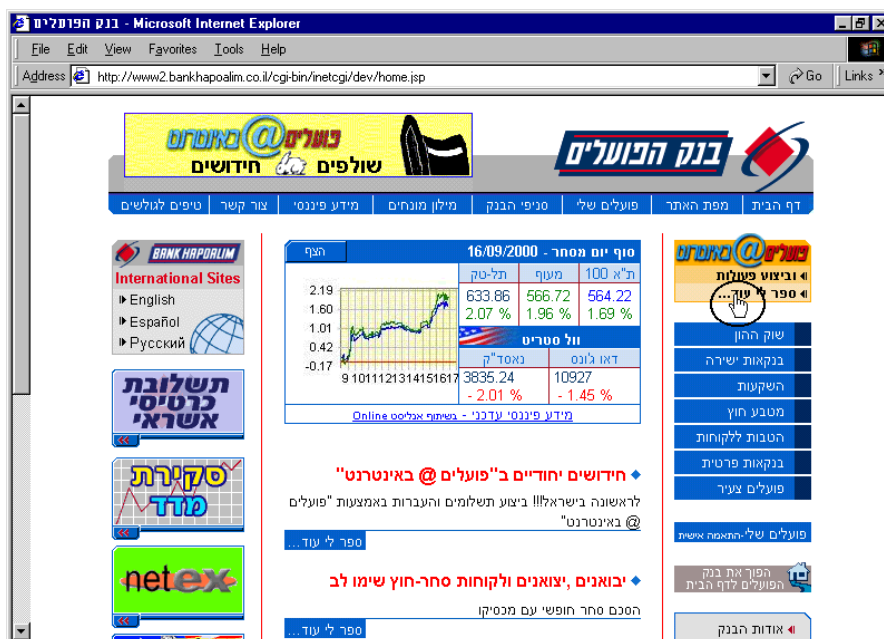 בנק הפועלים - Microsoft Internet Explorer
File Edit View Favorites Tools Help
Address http://www2.bankhapoalim.co.il/cgi-bin/inetcgi/dev/home.jsp Go Links
פועלים@באינטרנט
שולפים חידושים
בנק הפועלים
דף הבית | מפת האתר | פועלים שלי | סניפי הבנק | מילון מונחים | מידע פיננסי | צור קשר | טיפים לגולשים
פועלים@באינטרנט
וביצוע פעולות
ספר לי עוד...
שוק ההון
בנקאות ישירה
השקעות
מטבע חוץ
הטבות ללקוחות
בנקאות פרטית
פועלים צעיר
פועלים שלי-התאמה אישית
הפוך את בנק
הפועלים לדף הבית
אודות הבנק
סוף יום מסחר - 16/09/2000
הצף
ת"א 100 מעוף תל-טק
564.22 566.72 633.86
1.69 % 1.96 % 2.07 %
וול סטריט
דאו ג'ונס נאסד"ק
10927 3835.24
- 1.45 % - 2.01 %
2.19
1.60
1.01
0.42
-0.17
9 1011121314151617
מידע פיננסי עדכני - בשיתוף אנליסט Online
חידושים יחודיים ב"פועלים @ באינטרנט"
לראשונה בישראל!!! ביצוע תשלומים והעברות באמצעות "פועלים
@ באינטרנט"
ספר לי עוד...
יבואנים ,יצואנים ולקוחות סחר-חוץ שימו לב
הסכם סחר חופשי עם מכסיקו
ספר לי עוד...
BANK HAPOALIM
International Sites
English
Español
Русский
תשלובת
כרטיסי
אשראי
סקירת
מדד
netex